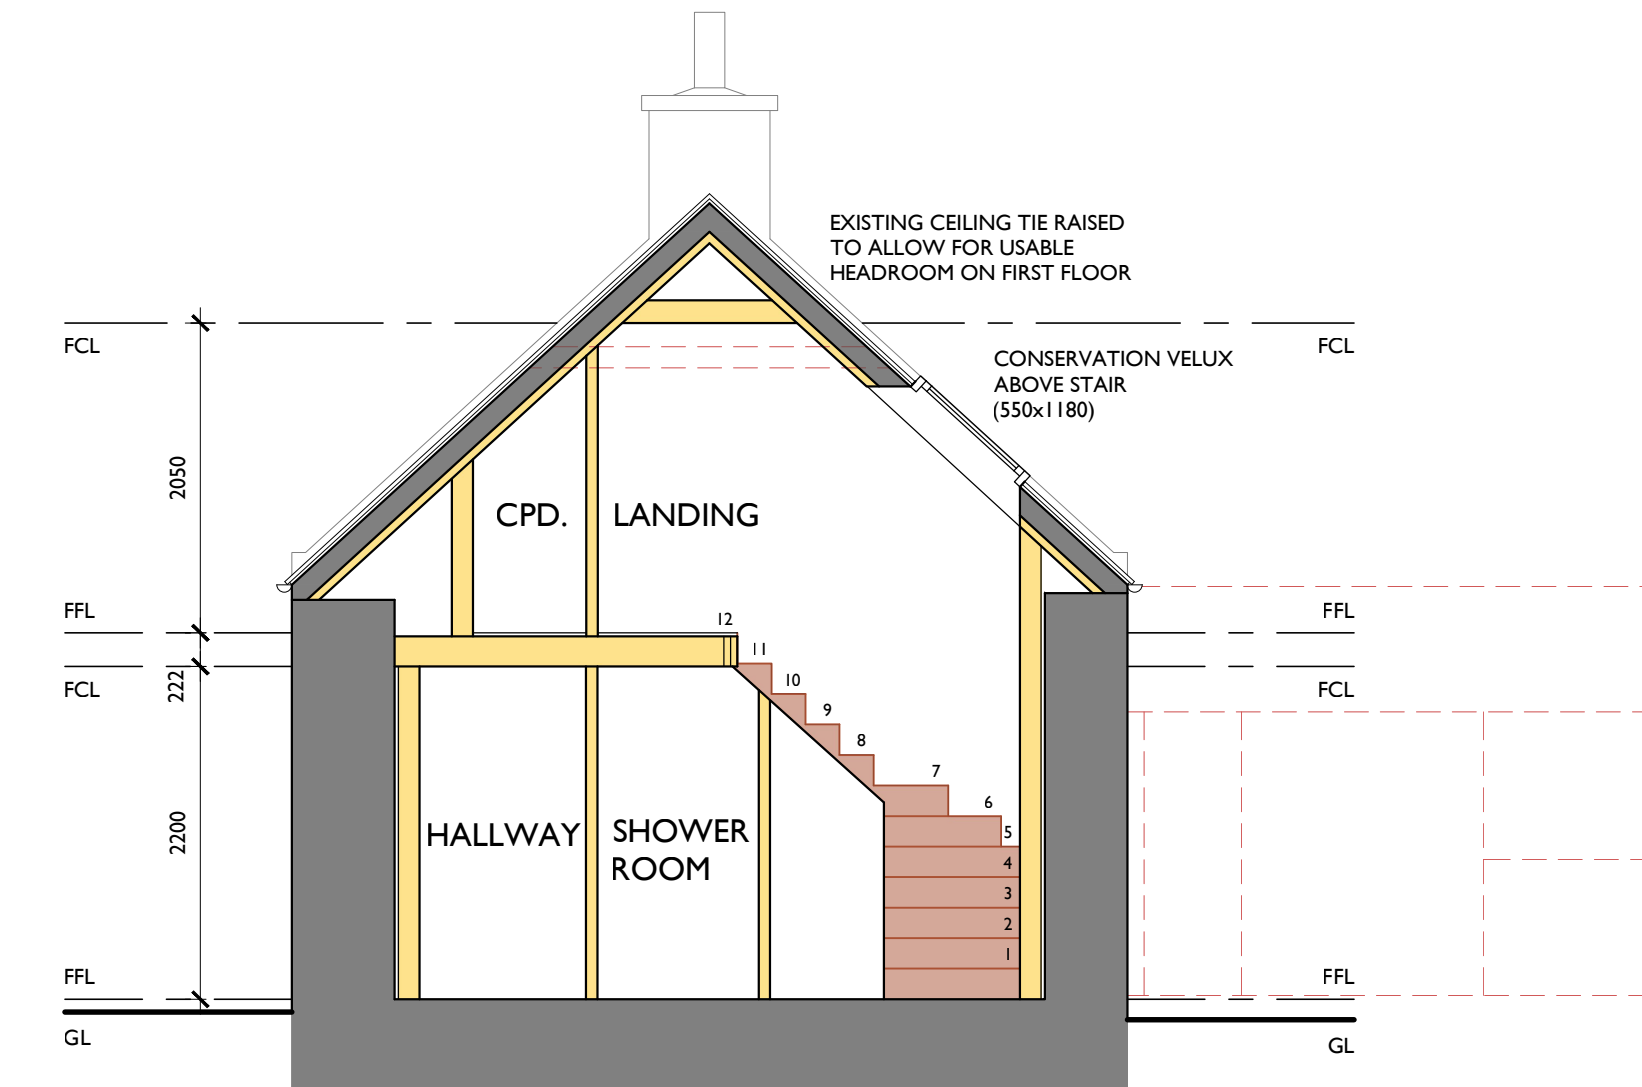 EXISTING CEILING TIE RAISED
TO ALLOW FOR USABLE
HEADROOM ON FIRST FLOOR
FCL
FCL
CONSERVATION VELUX
ABOVE STAIR
(550x1180)
2050
CPD.
LANDING
FFL
FFL
12
11
FCL
222
FCL
10
9
8
7
6
5
4
3
2
1
2200
HALLWAY
SHOWER
ROOM
FFL
FFL
GL
GL